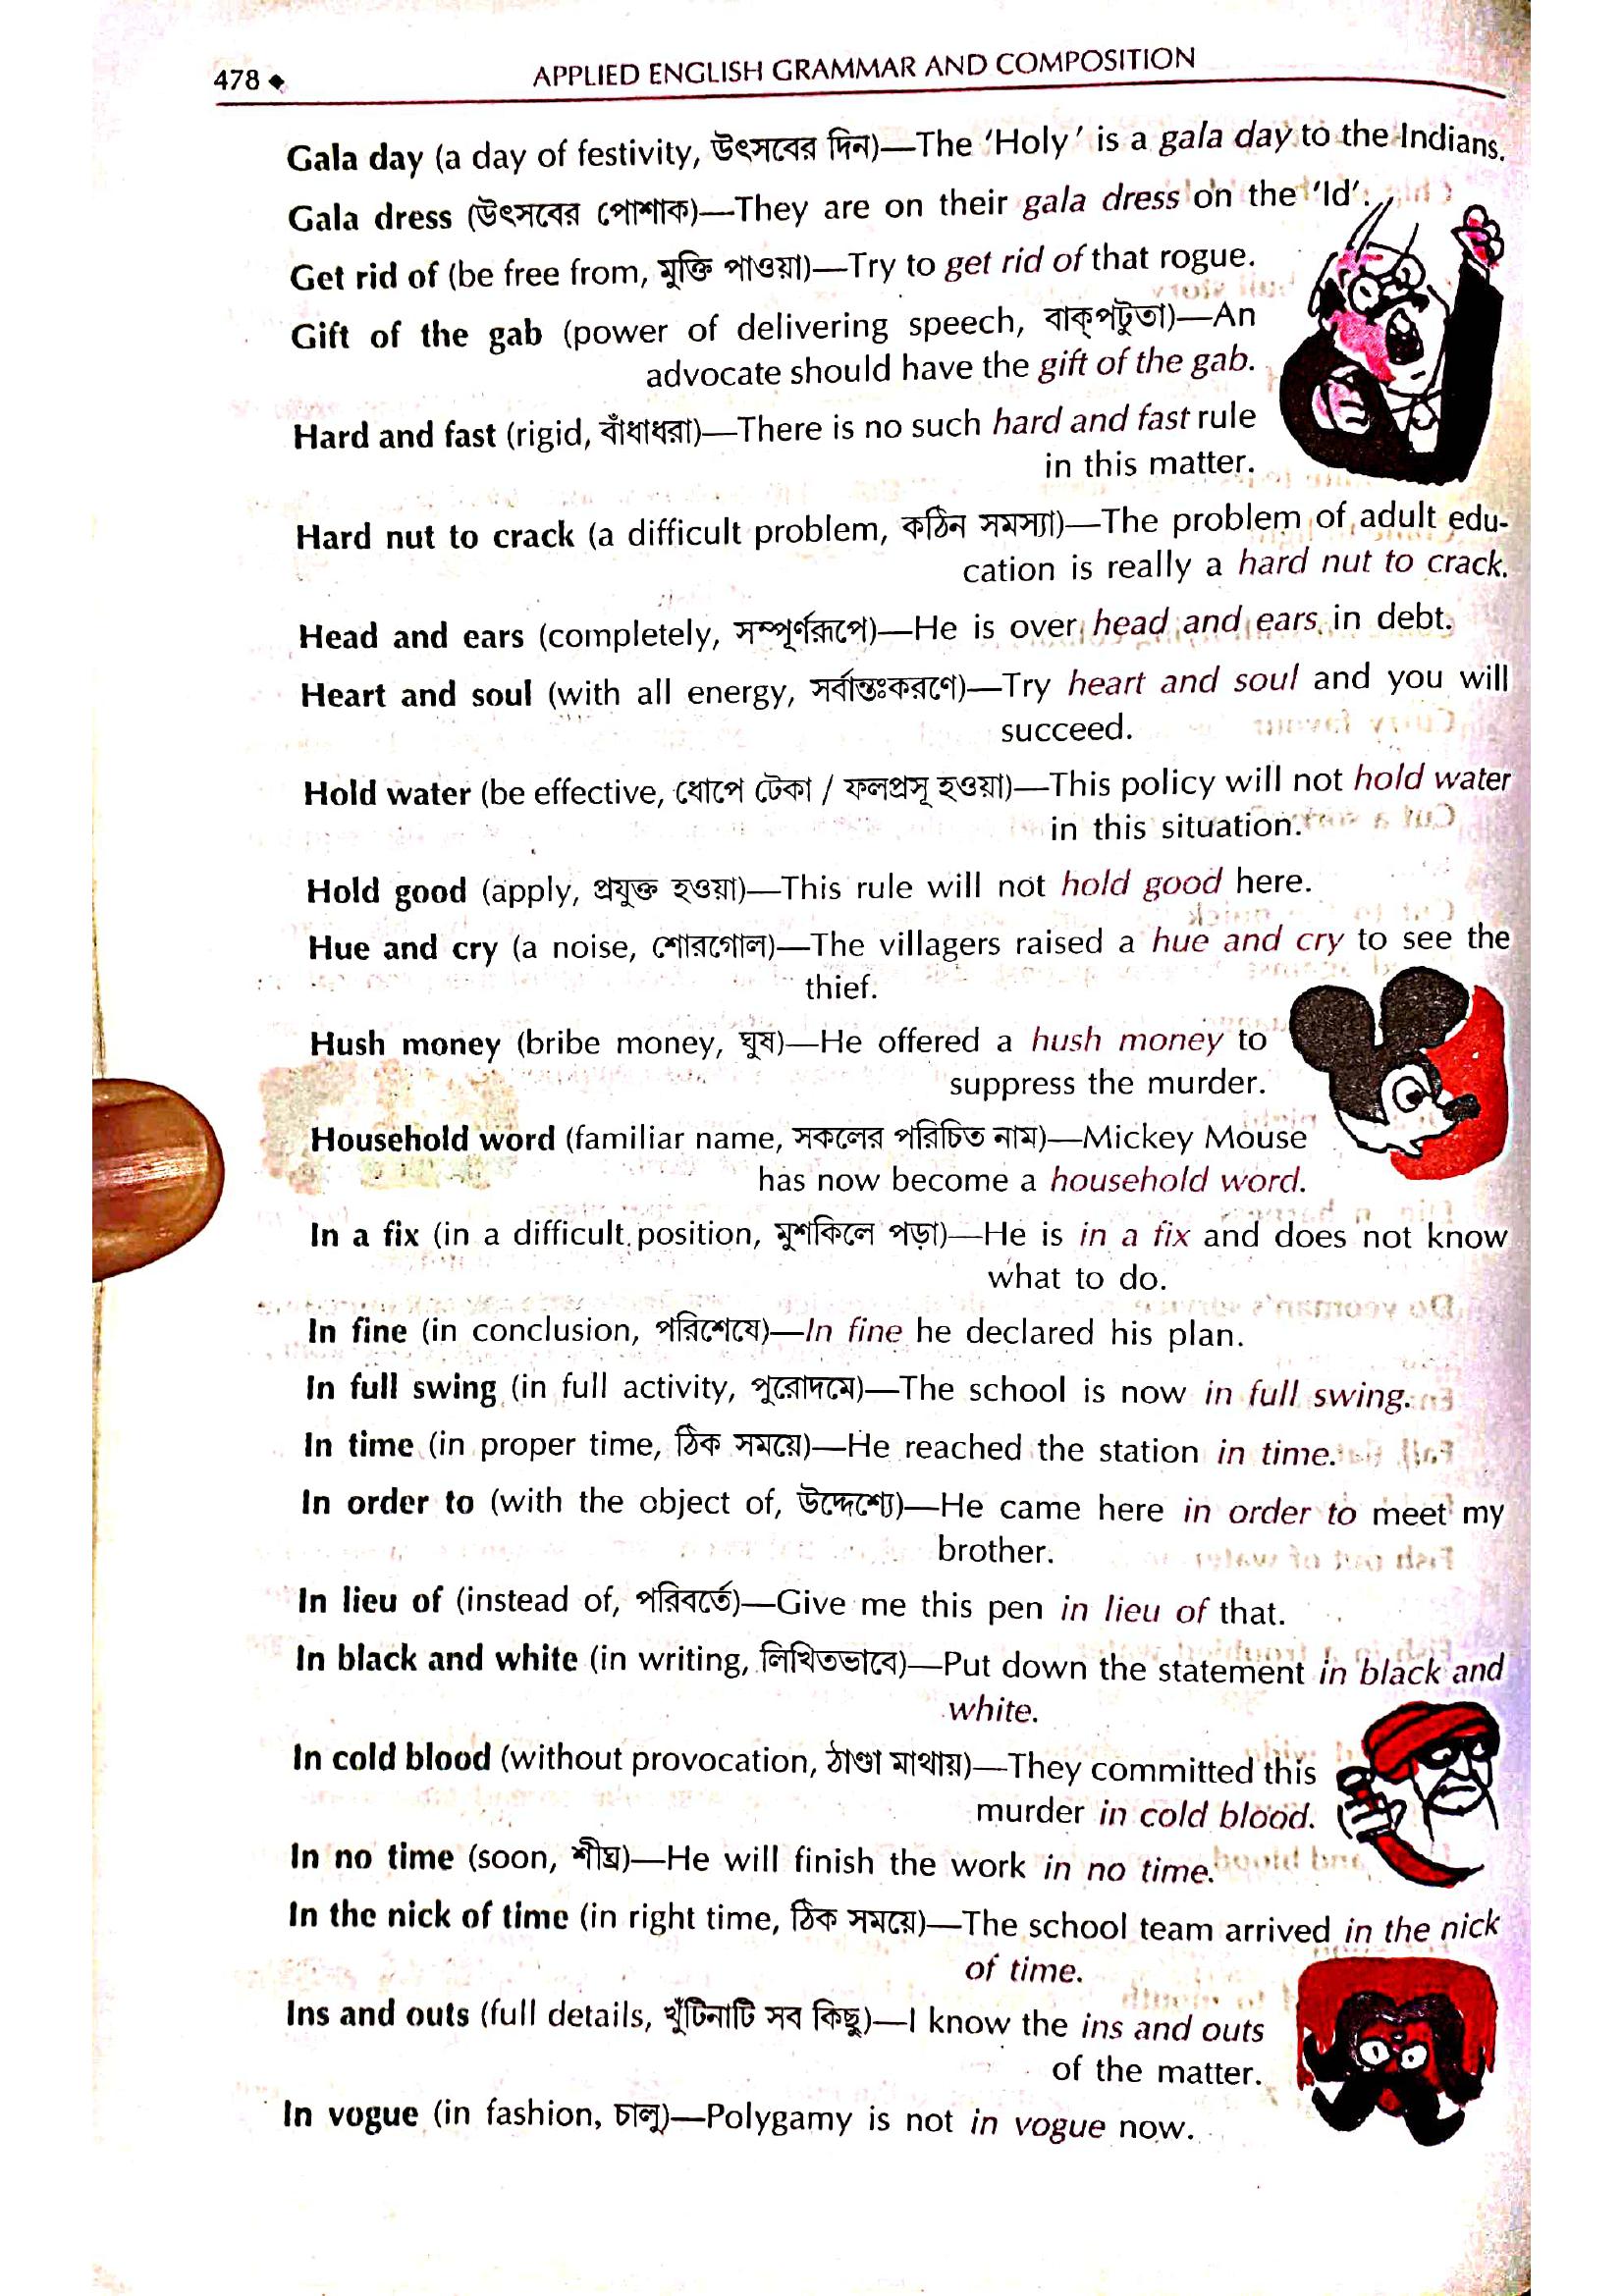 478 ◆ APPLIED ENGLISH GRAMMAR AND COMPOSITION
Gala day (a day of festivity, উৎসবের দিন)—The ‘Holy’ is a gala day to the Indians.
Gala dress (উৎসবের পোশাক)—They are on their gala dress on the ‘Id’.
Get rid of (be free from, মুক্তি পাওয়া)—Try to get rid of that rogue.
Gift of the gab (power of delivering speech, বাক্‌পটুতা)—An
advocate should have the gift of the gab.
Hard and fast (rigid, বাঁধাধরা)—There is no such hard and fast rule
in this matter.
Hard nut to crack (a difficult problem, কঠিন সমস্যা)—The problem of adult edu-
cation is really a hard nut to crack.
Head and ears (completely, সম্পূর্ণরূপে)—He is over head and ears in debt.
Heart and soul (with all energy, সর্বান্তঃকরণে)—Try heart and soul and you will
succeed.
Hold water (be effective, ধোপে টেকা / ফলপ্রসূ হওয়া)—This policy will not hold water
in this situation.
Hold good (apply, প্রযুক্ত হওয়া)—This rule will not hold good here.
Hue and cry (a noise, শোরগোল)—The villagers raised a hue and cry to see the
thief.
Hush money (bribe money, ঘুষ)—He offered a hush money to
suppress the murder.
Household word (familiar name, সকলের পরিচিত নাম)—Mickey Mouse
has now become a household word.
In a fix (in a difficult position, মুশকিলে পড়া)—He is in a fix and does not know
what to do.
In fine (in conclusion, পরিশেষে)—In fine he declared his plan.
In full swing (in full activity, পুরোদমে)—The school is now in full swing.
In time (in proper time, ঠিক সময়ে)—He reached the station in time.
In order to (with the object of, উদ্দেশ্যে)—He came here in order to meet my
brother.
In lieu of (instead of, পরিবর্তে)—Give me this pen in lieu of that.
In black and white (in writing, লিখিতভাবে)—Put down the statement in black and
white.
In cold blood (without provocation, ঠাণ্ডা মাথায়)—They committed this
murder in cold blood.
In no time (soon, শীঘ্র)—He will finish the work in no time.
In the nick of time (in right time, ঠিক সময়ে)—The school team arrived in the nick
of time.
Ins and outs (full details, খুঁটিনাটি সব কিছু)—I know the ins and outs
of the matter.
In vogue (in fashion, চালু)—Polygamy is not in vogue now.